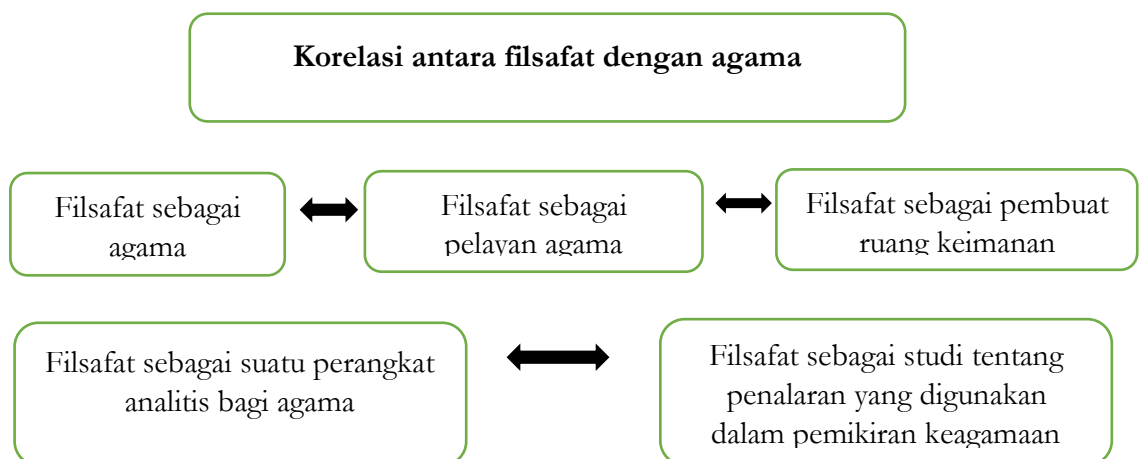 Korelasi antara filsafat dengan agama
Filsafat sebagai
agama
Filsafat sebagai
pelayan agama
Filsafat sebagai pembuat
ruang keimanan
Filsafat sebagai suatu perangkat
analitis bagi agama
Filsafat sebagai studi tentang
penalaran yang digunakan
dalam pemikiran keagamaan